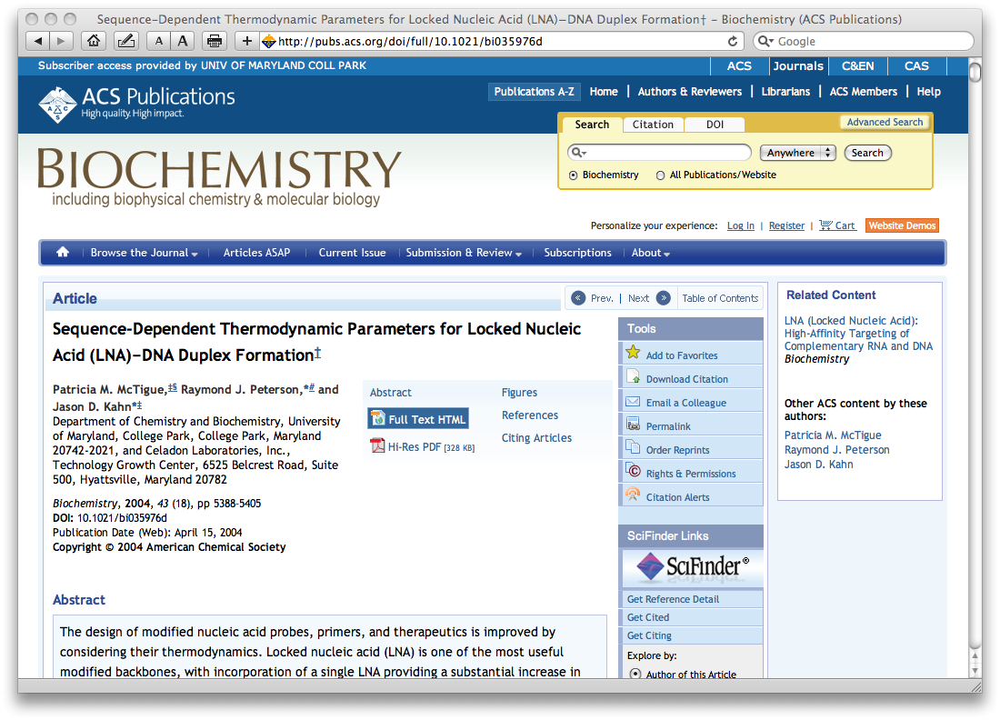 Sequence-Dependent Thermodynamic Parameters for Locked Nucleic Acid (LNA)−DNA Duplex Formation† – Biochemistry (ACS Publications)
A A http://pubs.acs.org/doi/full/10.1021/bi035976d Google
Subscriber access provided by UNIV OF MARYLAND COLL PARK
ACS Journals C&EN CAS
ACS Publications
High quality. High impact.
A C S
Publications A-Z Home | Authors & Reviewers | Librarians | ACS Members | Help
Search Citation DOI Advanced Search
Anywhere Search
Biochemistry All Publications/Website
BIOCHEMISTRY
including biophysical chemistry & molecular biology
Personalize your experience: Log In | Register | Cart Website Demos
Browse the Journal | Articles ASAP | Current Issue | Submission & Review | Subscriptions | About
Article
Prev. | Next Table of Contents
Sequence-Dependent Thermodynamic Parameters for Locked Nucleic
Acid (LNA)−DNA Duplex Formation†
Patricia M. McTigue,‡§ Raymond J. Peterson,*# and
Jason D. Kahn*‡
Department of Chemistry and Biochemistry, University
of Maryland, College Park, College Park, Maryland
20742-2021, and Celadon Laboratories, Inc.,
Technology Growth Center, 6525 Belcrest Road, Suite
500, Hyattsville, Maryland 20782
Biochemistry, 2004, 43 (18), pp 5388-5405
DOI: 10.1021/bi035976d
Publication Date (Web): April 15, 2004
Copyright © 2004 American Chemical Society
Abstract
Full Text HTML
Hi-Res PDF [328 KB]
Figures
References
Citing Articles
Abstract
The design of modified nucleic acid probes, primers, and therapeutics is improved by
considering their thermodynamics. Locked nucleic acid (LNA) is one of the most useful
modified backbones, with incorporation of a single LNA providing a substantial increase in
Tools
Add to Favorites
Download Citation
Email a Colleague
Permalink
Order Reprints
Rights & Permissions
Citation Alerts
SciFinder Links
SciFinder®
Get Reference Detail
Get Cited
Get Citing
Explore by:
Author of this Article
Related Content
LNA (Locked Nucleic Acid):
High-Affinity Targeting of
Complementary RNA and DNA
Biochemistry
Other ACS content by these
authors:
Patricia M. McTigue
Raymond J. Peterson
Jason D. Kahn